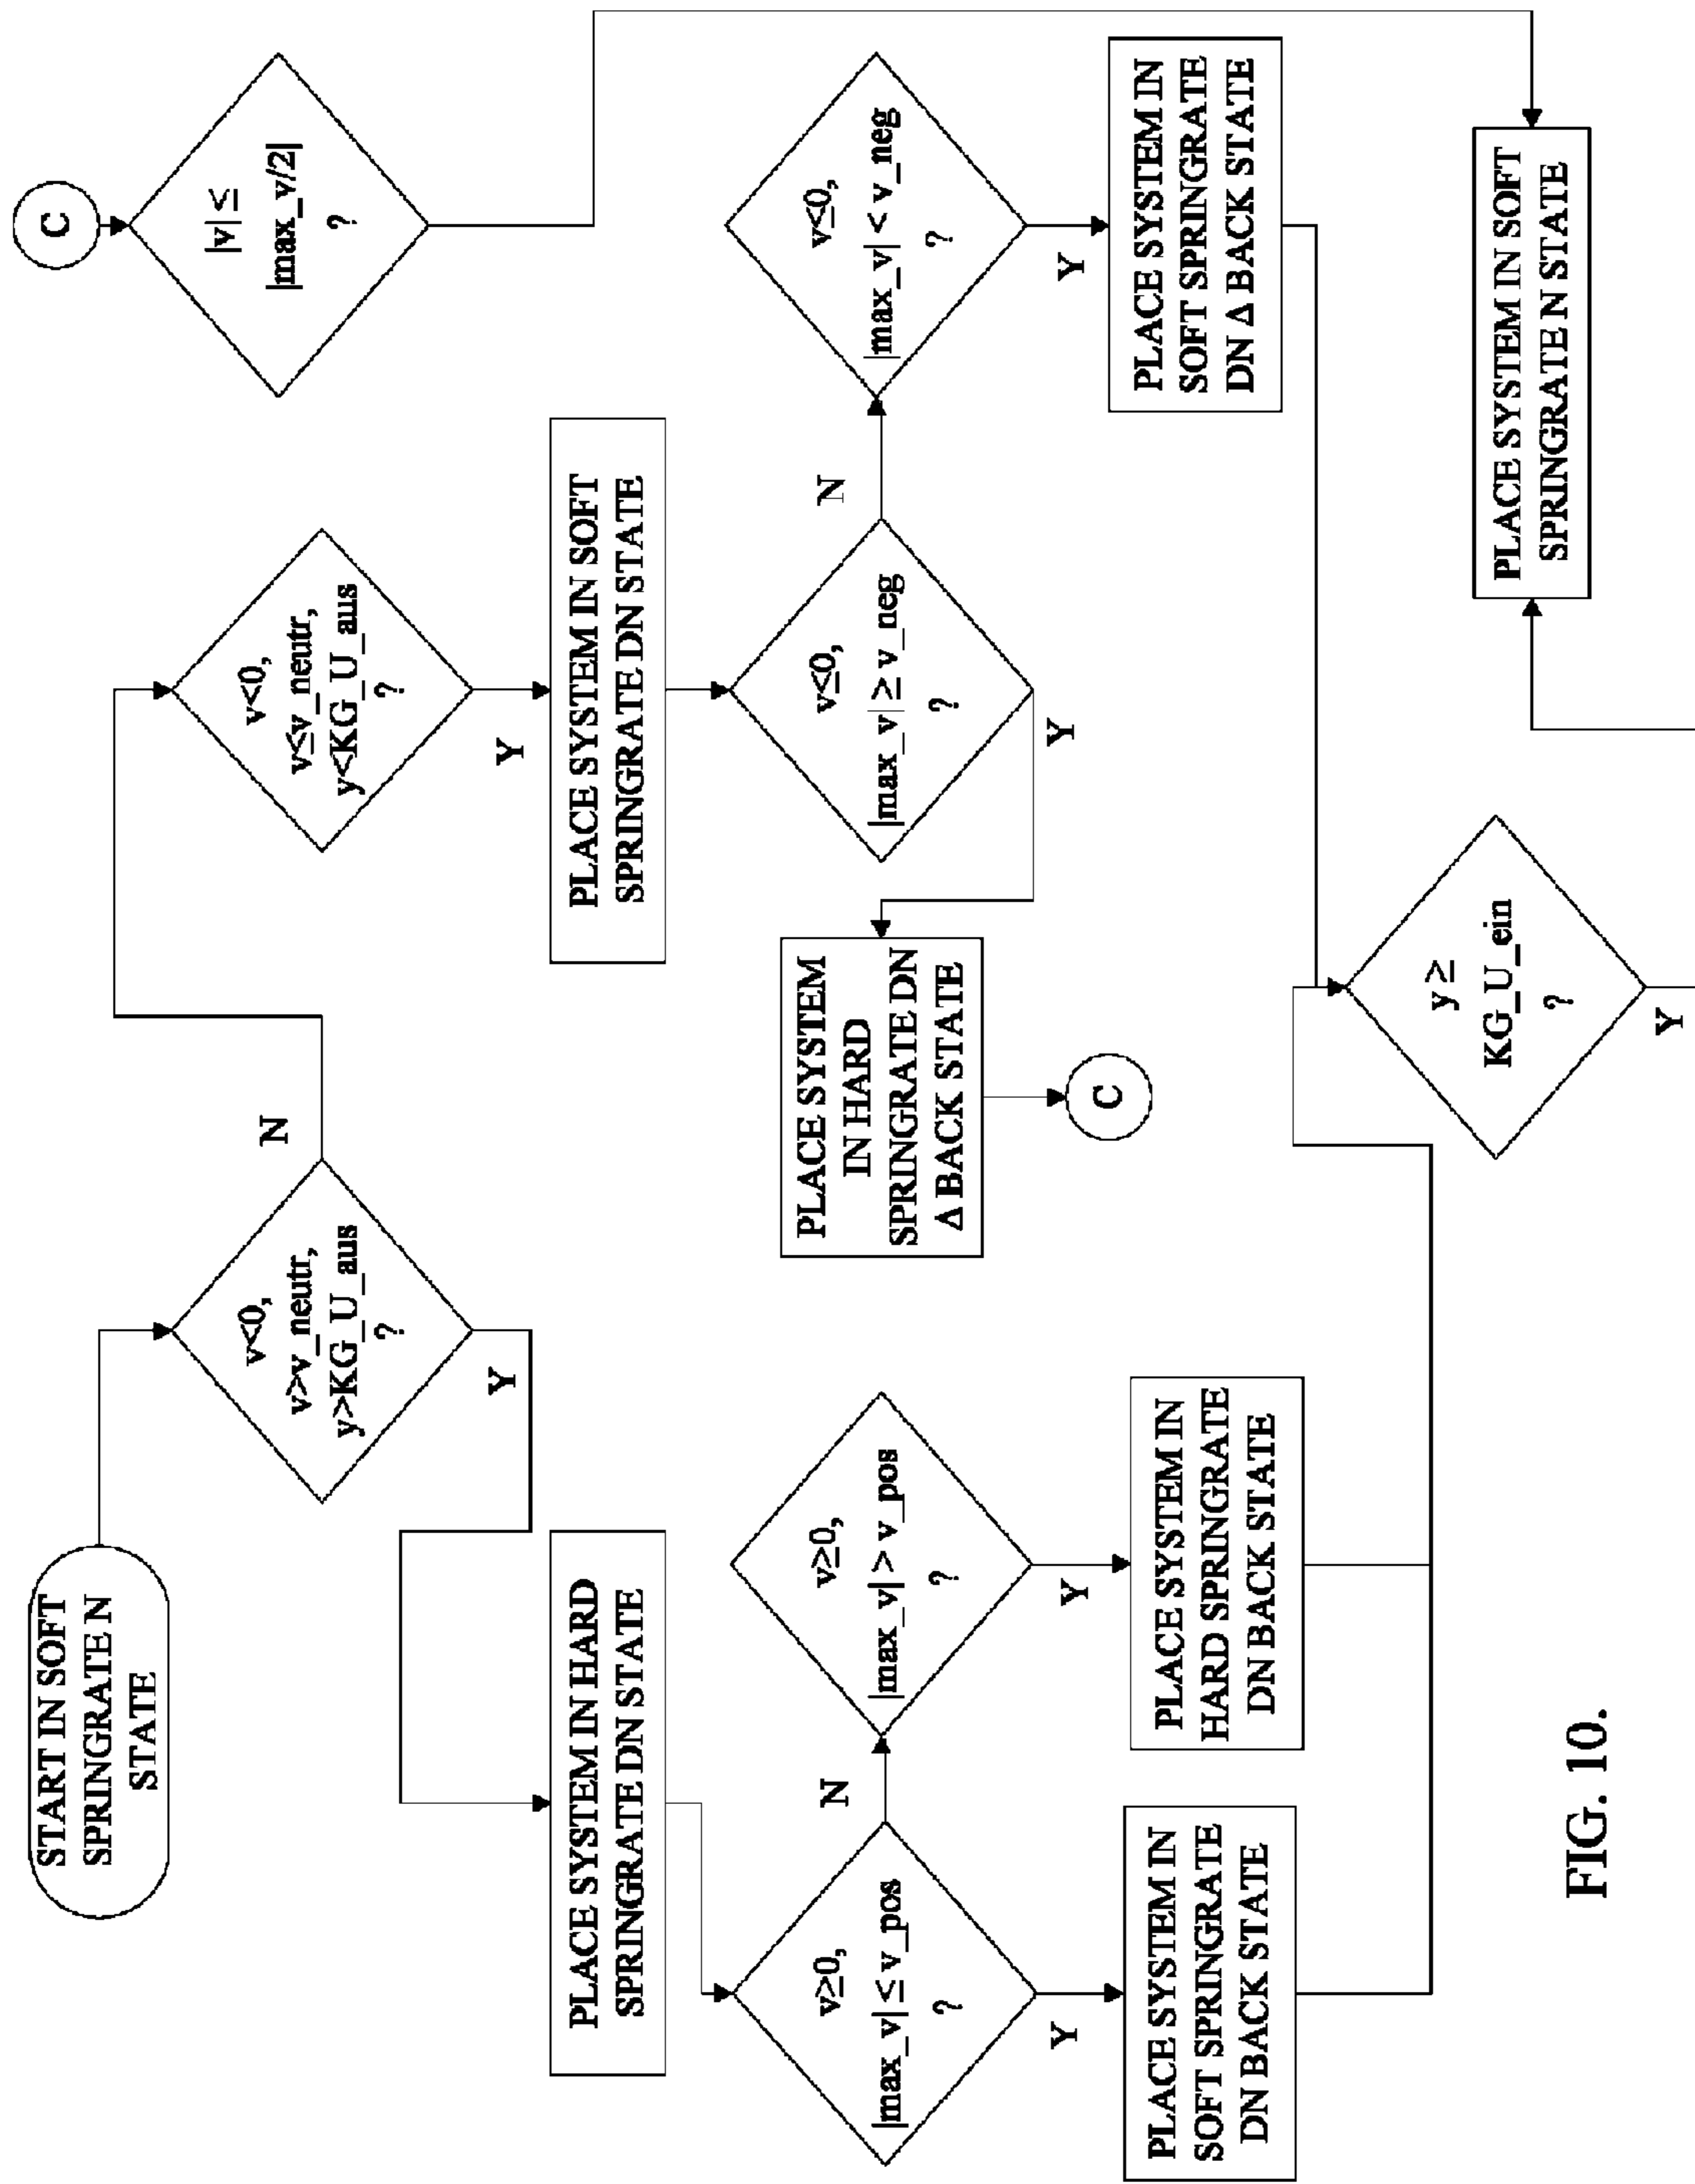 START IN SOFT
SPRINGRATE N
STATE
v<0,
v>v_neutr,
y>KG_U_aus
?
N
Y
v<0,
v≤v_neutr,
y<KG_U_aus
?
Y
C
|v| ≤
|max_v/2|
?
PLACE SYSTEM IN HARD
SPRINGRATE DN STATE
PLACE SYSTEM IN SOFT
SPRINGRATE DN STATE
v≥0,
|max_v| ≤ v_pos
?
N
Y
v≥0,
|max_v| > v_pos
?
Y
v≤0,
|max_v| ≥ v_neg
?
N
Y
v≤0,
|max_v| < v_neg
?
Y
PLACE SYSTEM
IN HARD
SPRINGRATE DN
Δ BACK STATE
C
PLACE SYSTEM IN
SOFT SPRINGRATE
DN BACK STATE
PLACE SYSTEM IN
HARD SPRINGRATE
DN BACK STATE
PLACE SYSTEM IN
SOFT SPRINGRATE
DN Δ BACK STATE
y ≥
KG_U_ein
?
Y
PLACE SYSTEM IN SOFT
SPRINGRATE N STATE
FIG. 10.